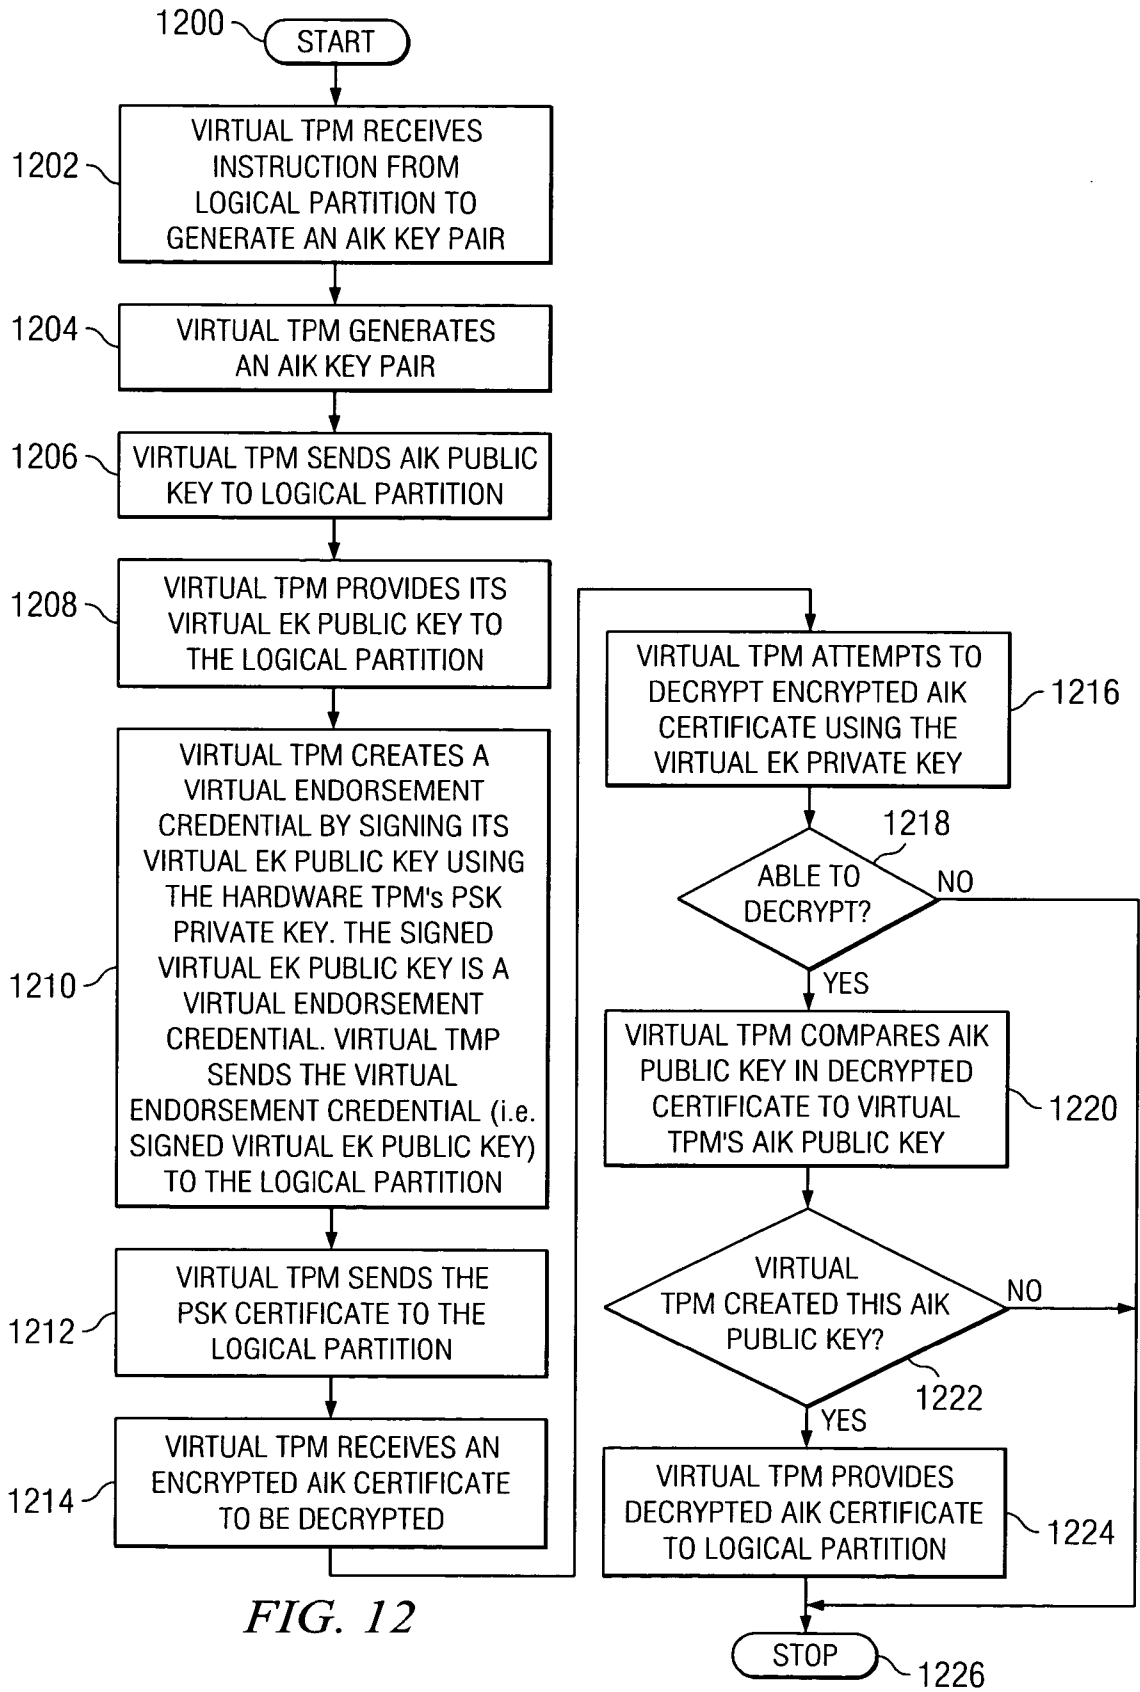 1200
START
1202
VIRTUAL TPM RECEIVES
INSTRUCTION FROM
LOGICAL PARTITION TO
GENERATE AN AIK KEY PAIR
1204
VIRTUAL TPM GENERATES
AN AIK KEY PAIR
1206
VIRTUAL TPM SENDS AIK PUBLIC
KEY TO LOGICAL PARTITION
1208
VIRTUAL TPM PROVIDES ITS
VIRTUAL EK PUBLIC KEY TO
THE LOGICAL PARTITION
1210
VIRTUAL TPM CREATES A
VIRTUAL ENDORSEMENT
CREDENTIAL BY SIGNING ITS
VIRTUAL EK PUBLIC KEY USING
THE HARDWARE TPM's PSK
PRIVATE KEY. THE SIGNED
VIRTUAL EK PUBLIC KEY IS A
VIRTUAL ENDORSEMENT
CREDENTIAL. VIRTUAL TMP
SENDS THE VIRTUAL
ENDORSEMENT CREDENTIAL (i.e.
SIGNED VIRTUAL EK PUBLIC KEY)
TO THE LOGICAL PARTITION
1212
VIRTUAL TPM SENDS THE
PSK CERTIFICATE TO THE
LOGICAL PARTITION
1214
VIRTUAL TPM RECEIVES AN
ENCRYPTED AIK CERTIFICATE
TO BE DECRYPTED
VIRTUAL TPM ATTEMPTS TO
DECRYPT ENCRYPTED AIK
CERTIFICATE USING THE
VIRTUAL EK PRIVATE KEY
1216
1218
ABLE TO
DECRYPT?
NO
YES
VIRTUAL TPM COMPARES AIK
PUBLIC KEY IN DECRYPTED
CERTIFICATE TO VIRTUAL
TPM'S AIK PUBLIC KEY
1220
VIRTUAL
TPM CREATED THIS AIK
PUBLIC KEY?
NO
1222
YES
VIRTUAL TPM PROVIDES
DECRYPTED AIK CERTIFICATE
TO LOGICAL PARTITION
1224
STOP
1226
FIG. 12